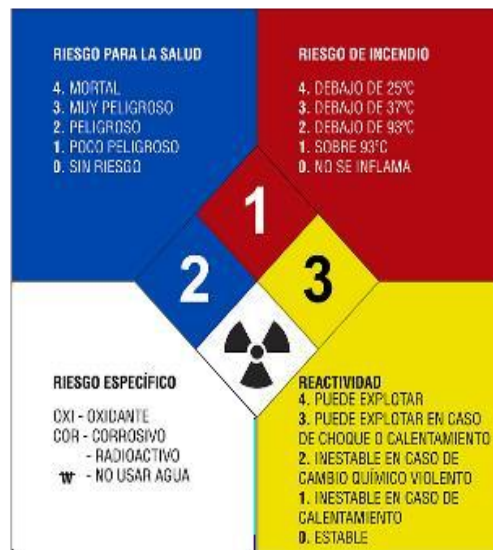 RIESGO PARA LA SALUD
4. MORTAL
3. MUY PELIGROSO
2. PELIGROSO
1. POCO PELIGROSO
0. SIN RIESGO
RIESGO DE INCENDIO
4. DEBAJO DE 25ºC
3. DEBAJO DE 37ºC
2. DEBAJO DE 93ºC
1. SOBRE 93ºC
0. NO SE INFLAMA
1
2
3
RIESGO ESPECÍFICO
OXI - OXIDANTE
COR - CORROSIVO
- RADIOACTIVO
W - NO USAR AGUA
REACTIVIDAD
4. PUEDE EXPLOTAR
3. PUEDE EXPLOTAR EN CASO
DE CHOQUE O CALENTAMIENTO
2. INESTABLE EN CASO DE
CAMBIO QUÍMICO VIOLENTO
1. INESTABLE EN CASO DE
CALENTAMIENTO
0. ESTABLE